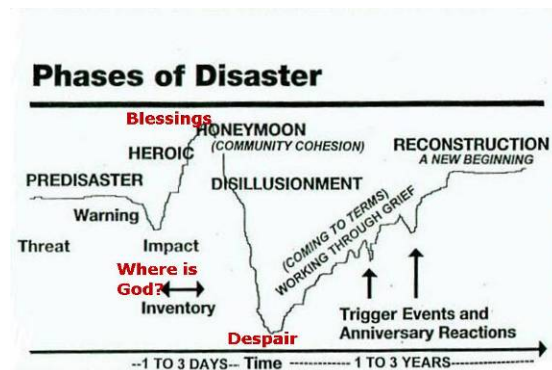 Phases of Disaster
Blessings
HONEYMOON
(COMMUNITY COHESION)
HEROIC
RECONSTRUCTION
A NEW BEGINNING
PREDISASTER
DISILLUSIONMENT
Warning
(COMING TO TERMS)
WORKING THROUGH GRIEF
Threat
Impact
Where is
God?
Inventory
Trigger Events and
Anniversary Reactions
Despair
--1 TO 3 DAYS-- Time ----------- 1 TO 3 YEARS---------------